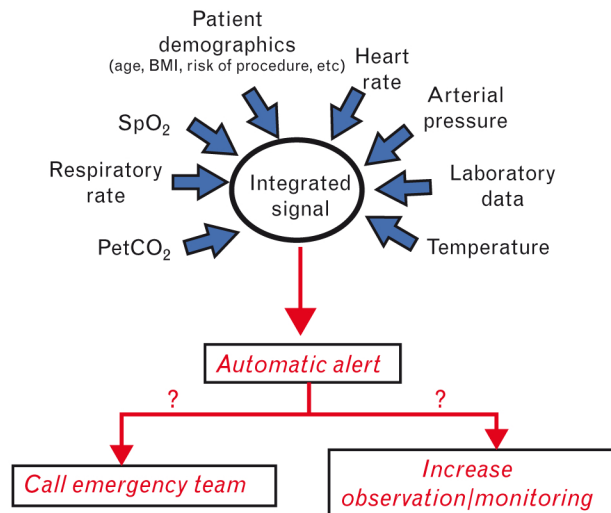 Patient
demographics
(age, BMI, risk of procedure, etc)
Heart
rate
SpO₂
Arterial
pressure
Respiratory
rate
Integrated
signal
Laboratory
data
PetCO₂
Temperature
Automatic alert
?
?
Call emergency team
Increase
observation/monitoring